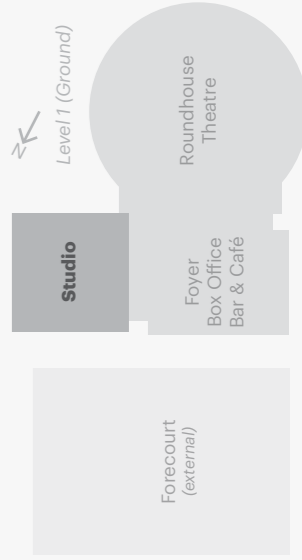 N
Level 1 (Ground)
Roundhouse
Theatre
Studio
Foyer
Box Office
Bar & Café
Forecourt
(external)